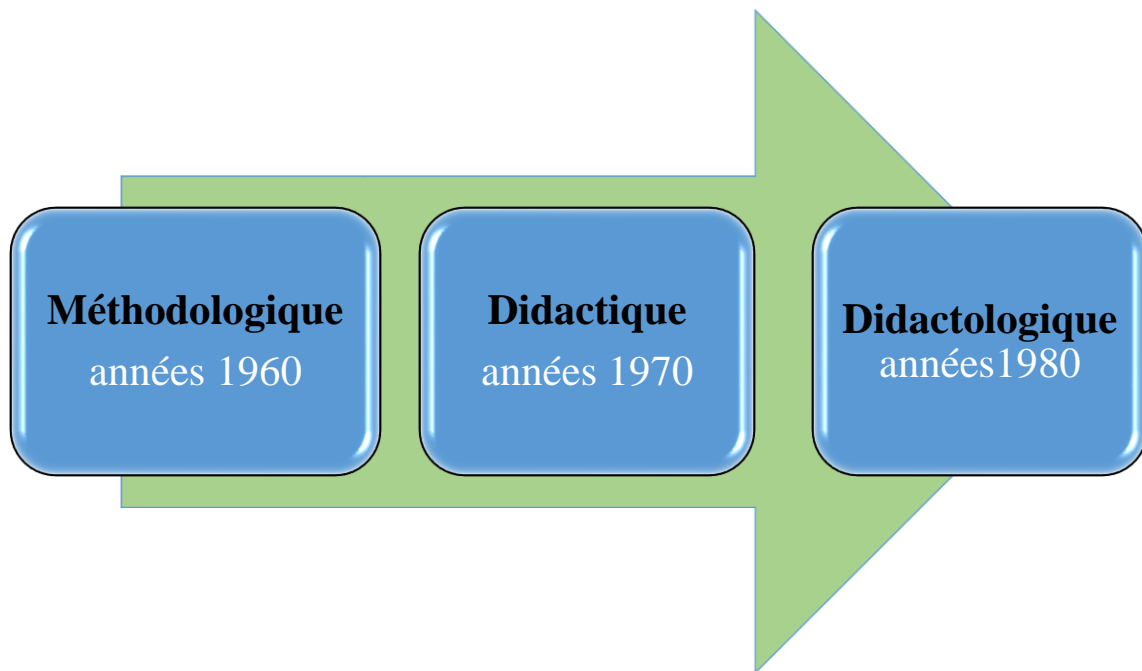 Méthodologique
années 1960
Didactique
années 1970
Didactologique
années1980